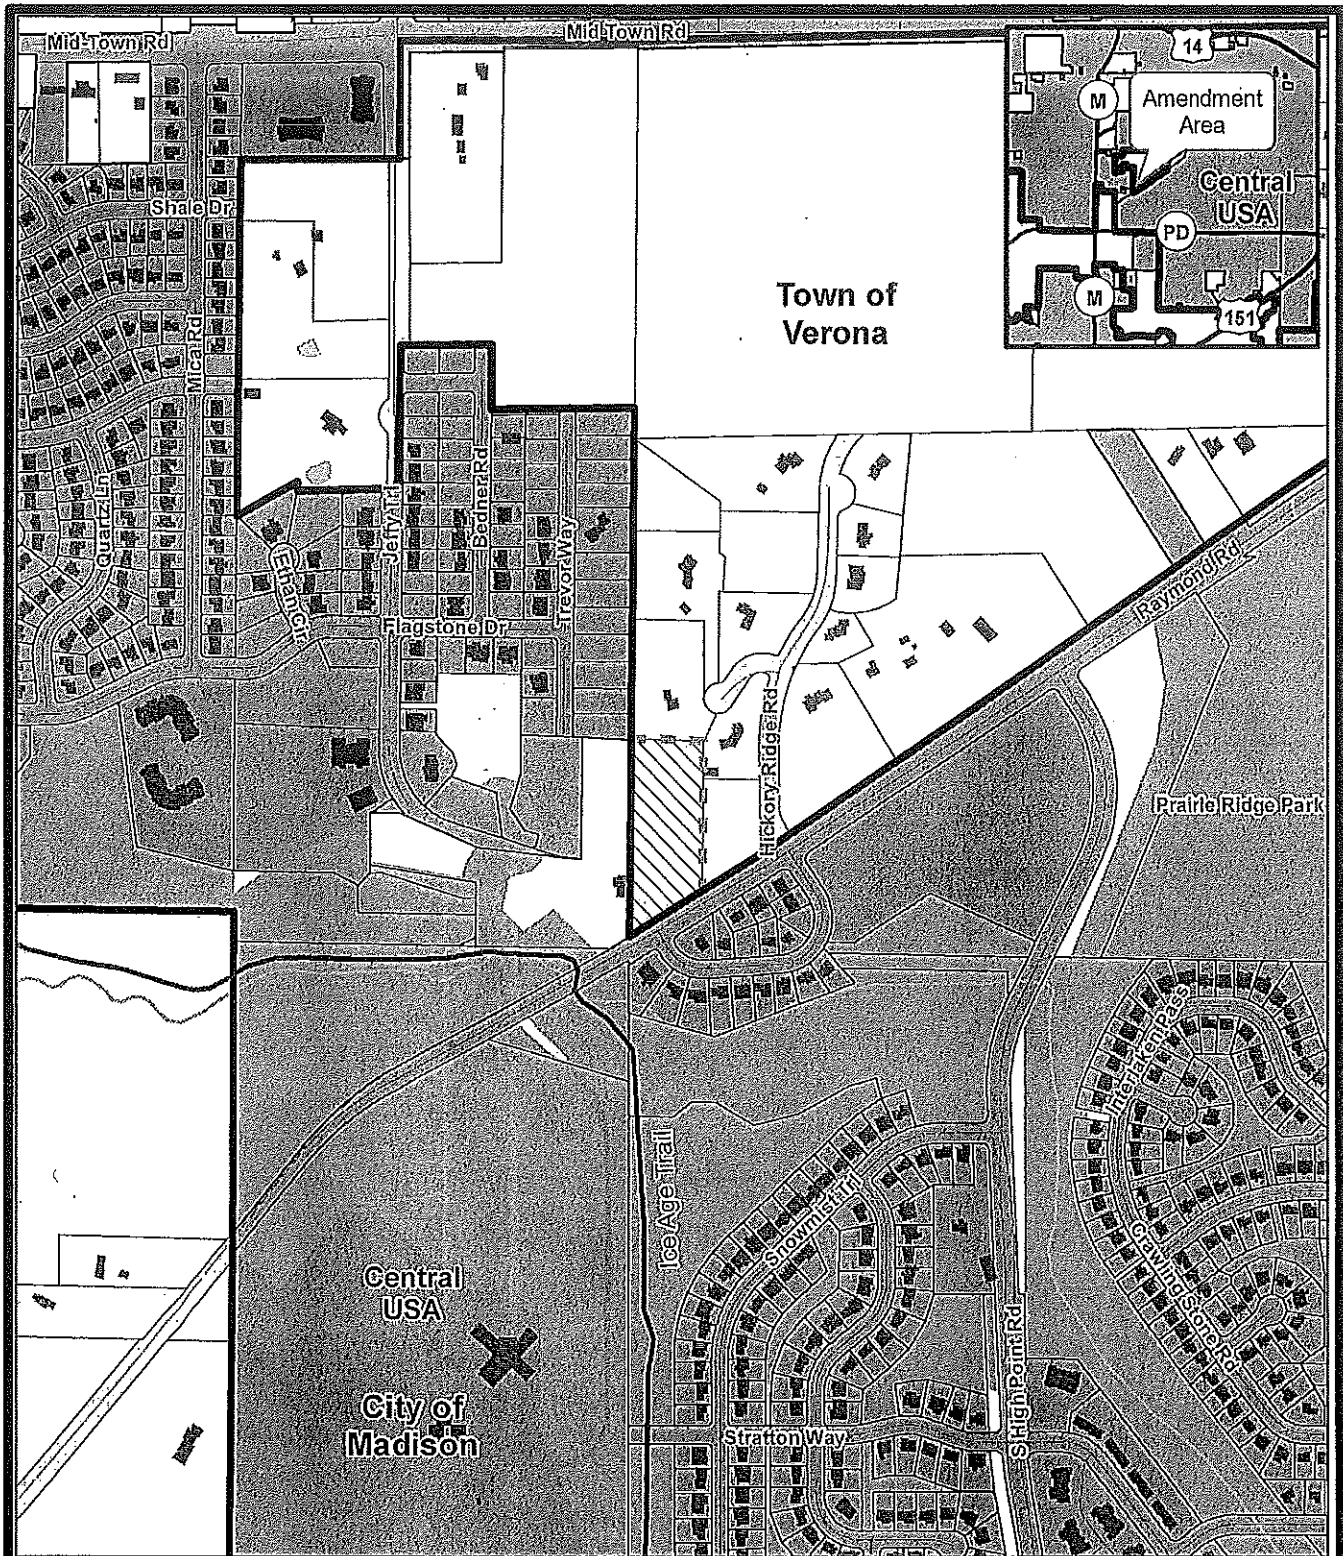 Mid-Town Rd
Mid-Town Rd
14
M
Amendment
Area
Central
USA
PD
M
151
Shale Dr
Town of
Verona
Mica Rd
Quartz Ln
Ethan Cir
Jeffy Trl
Bedner Rd
Trevor Way
Flagstone Dr
Raymond Rd
Hickory Ridge Rd
Prairie Ridge Park
Interlaken Pass
Ice Age Trail
Snowmist Trl
Crawling Stone Rd
Central
USA
S High Point Rd
City of
Madison
Stratton Way